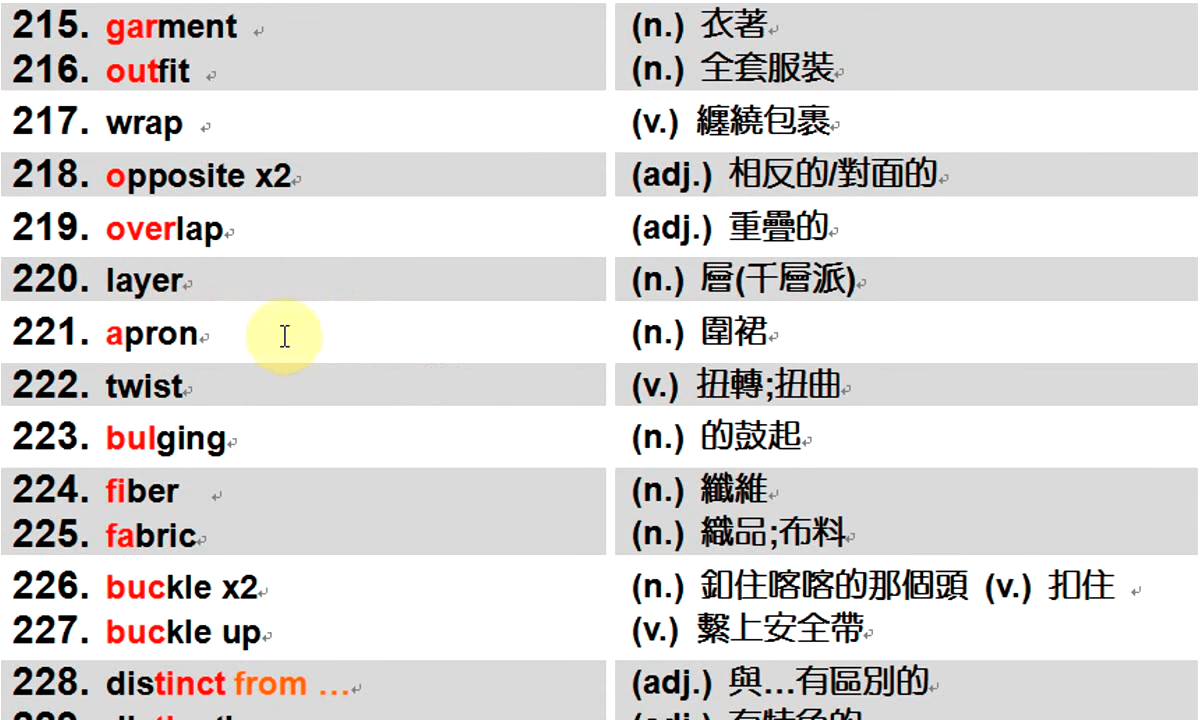 215. garment (n.) 衣著
216. outfit (n.) 全套服裝
217. wrap (v.) 纏繞包裹
218. opposite x2 (adj.) 相反的/對面的
219. overlap (adj.) 重疊的
220. layer (n.) 層(千層派)
221. apron (n.) 圍裙
222. twist (v.) 扭轉;扭曲
223. bulging (n.) 的鼓起
224. fiber (n.) 纖維
225. fabric (n.) 織品;布料
226. buckle x2 (n.) 釦住喀喀的那個頭 (v.) 扣住
227. buckle up (v.) 繫上安全帶
228. distinct from … (adj.) 與…有區別的